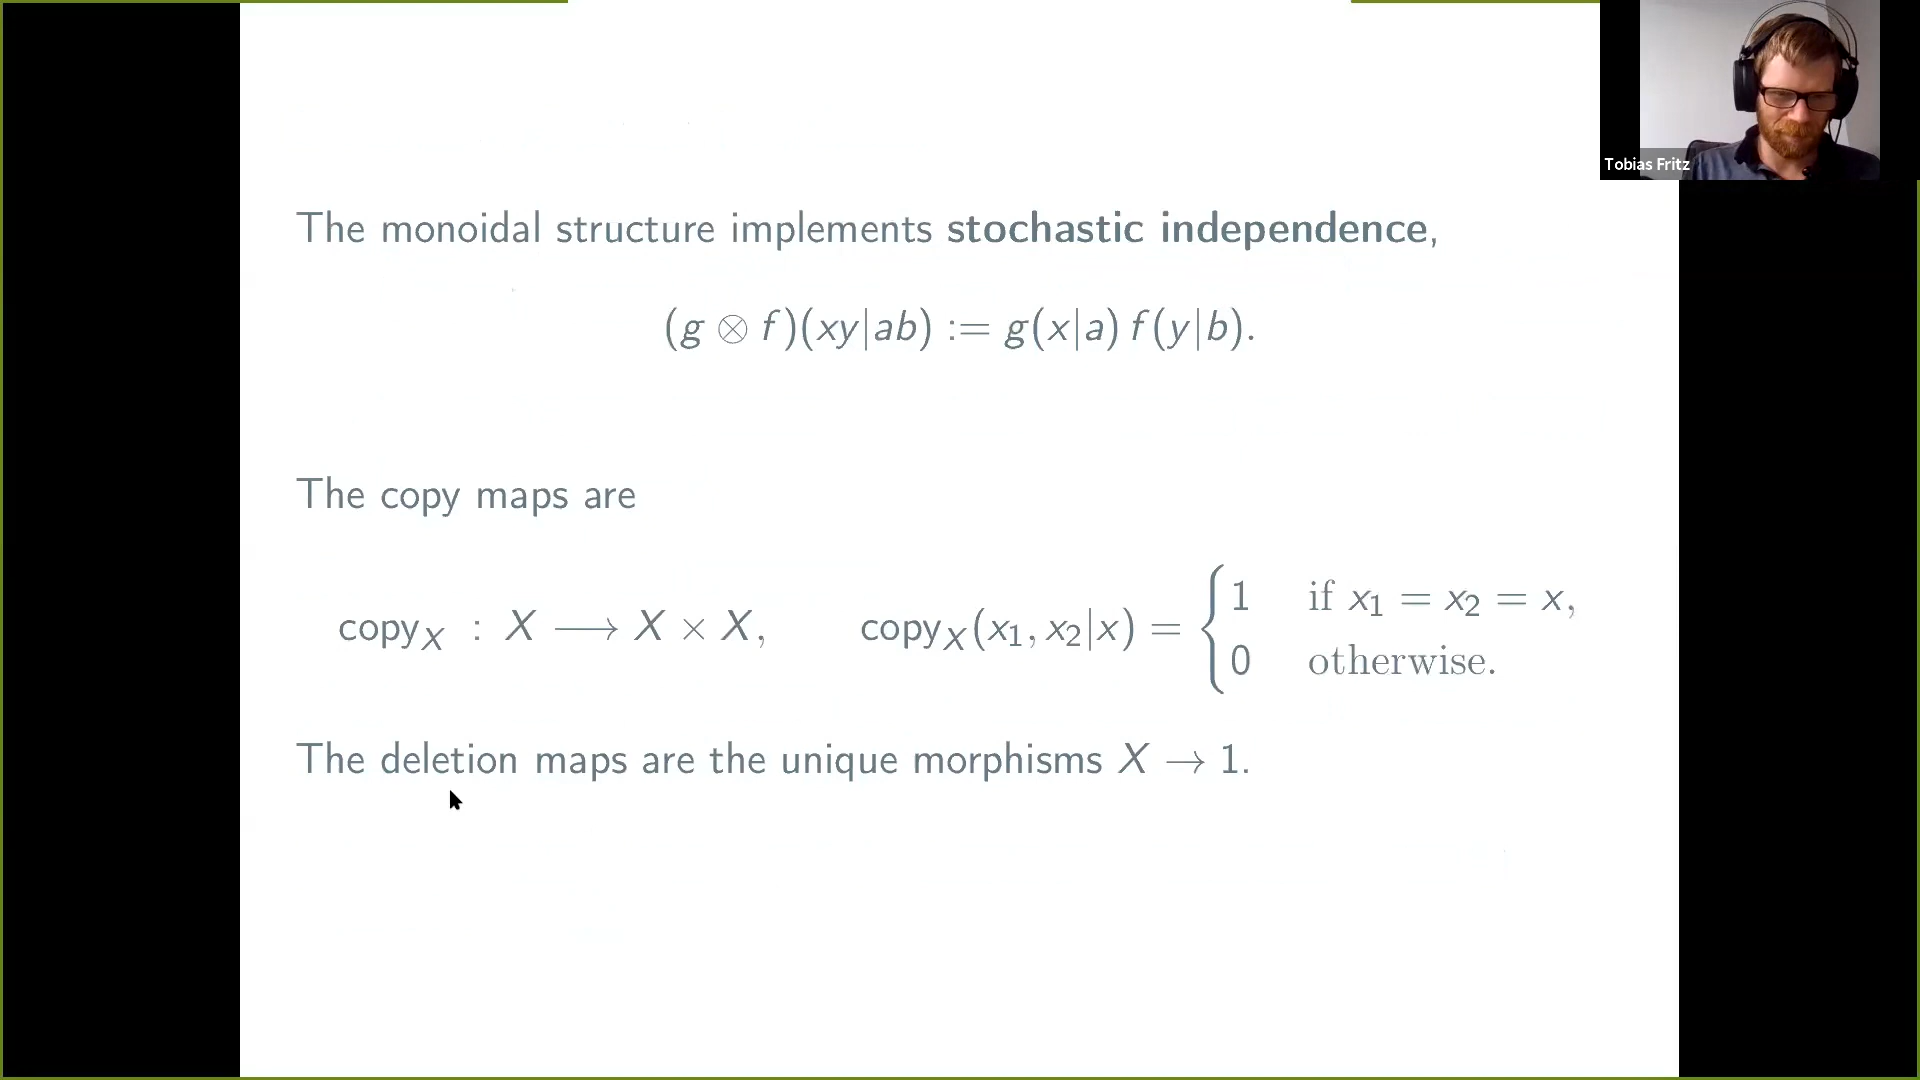 Tobias Fritz
The monoidal structure implements stochastic independence,
(g ⊗ f)(xy|ab) := g(x|a) f(y|b).
The copy maps are
copy_X : X ⟶ X × X, copy_X(x₁, x₂|x) = { 1 if x₁ = x₂ = x,
0 otherwise.
The deletion maps are the unique morphisms X → 1.